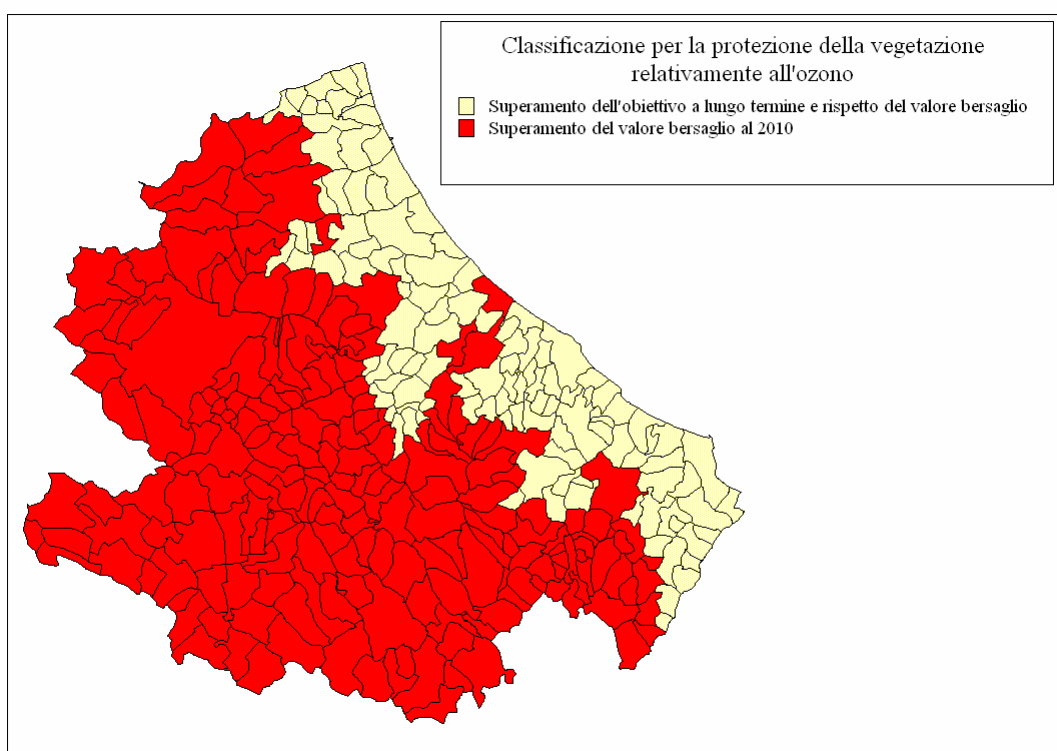 Classificazione per la protezione della vegetazione
relativamente all'ozono
Superamento dell'obiettivo a lungo termine e rispetto del valore bersaglio
Superamento del valore bersaglio al 2010